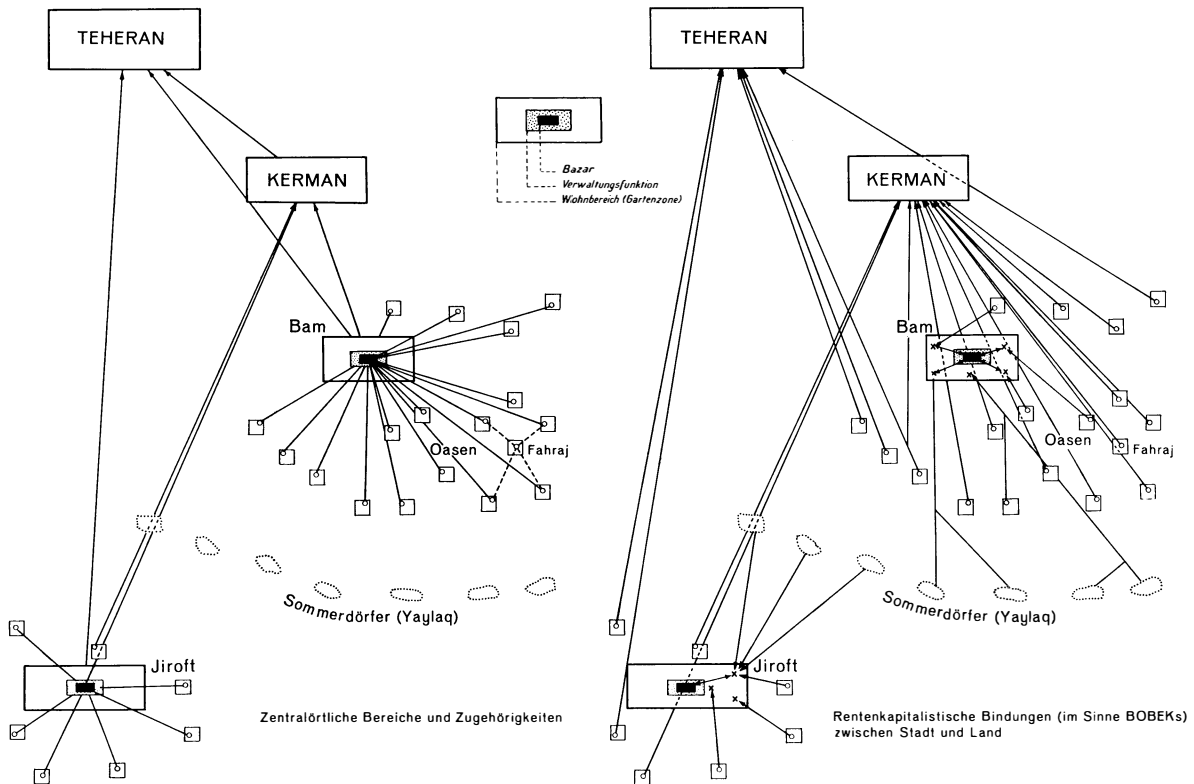 TEHERAN
KERMAN
Bam
Oasen
Fahraj
Sommerdörfer (Yaylaq)
Jiroft
Zentralörtliche Bereiche und Zugehörigkeiten
Bazar
Verwaltungsfunktion
Wohnbereich (Gartenzone)
TEHERAN
KERMAN
Bam
Oasen
Fahraj
Sommerdörfer (Yaylaq)
Jiroft
Rentenkapitalistische Bindungen (im Sinne BOBEKs)
zwischen Stadt und Land